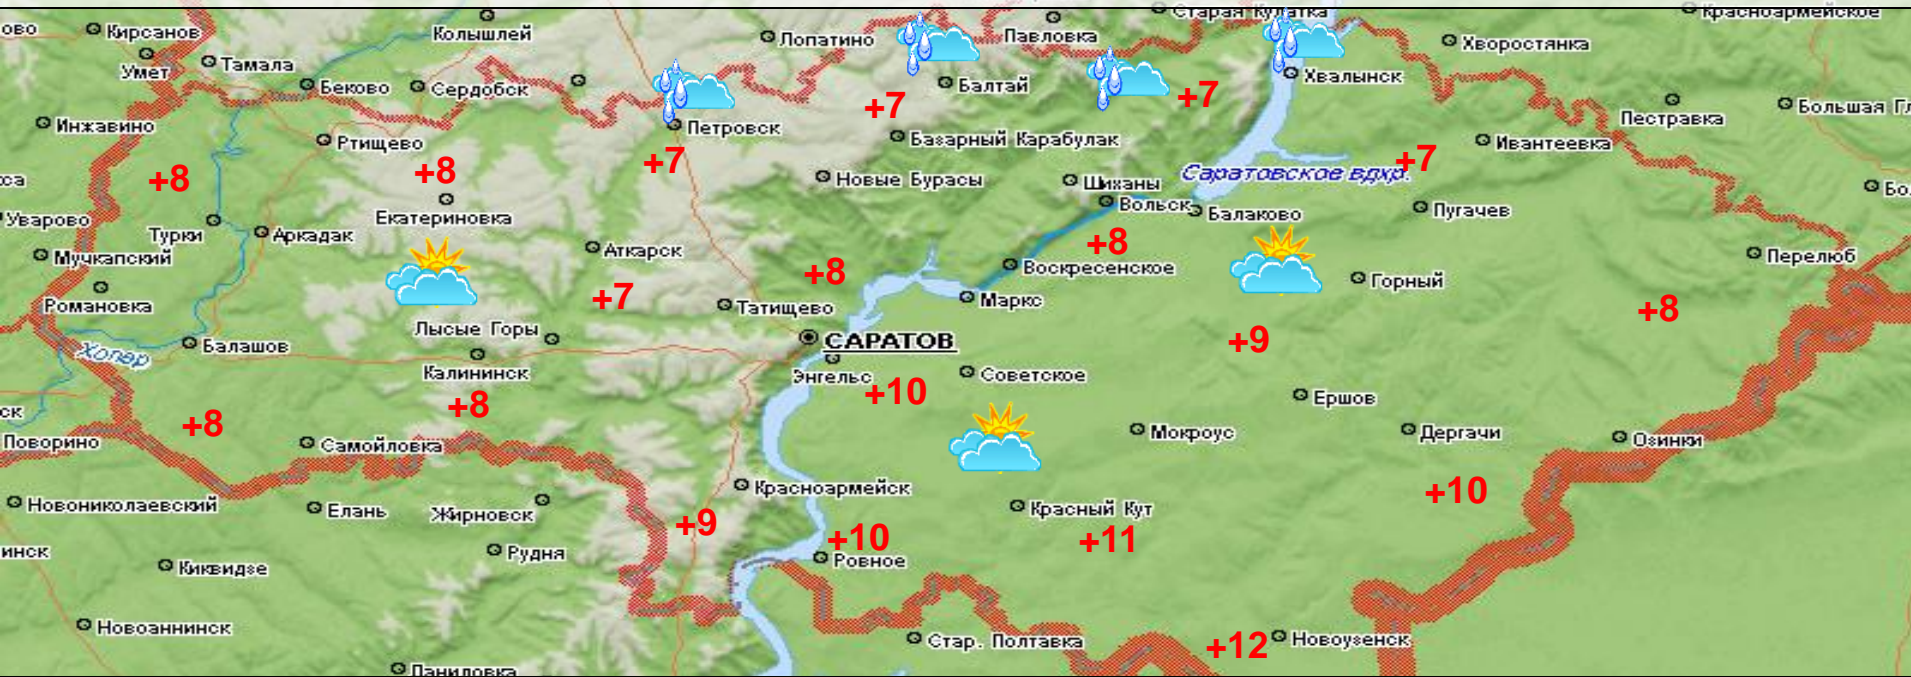 ово
Кирсанов
Колышлей
Лопатино
Павловка
Старая Кулатка
Красноармейское
Хворостянка
Умет
Тамала
Беково
Сердобск
Балтай
Хвалынск
+7
+7
Пестравка
Большая Гл
Инжавино
Ртищево
Петровск
Базарный Карабулак
Ивантеевка
+8
+8
+7
+7
Саратовское вдхр.
Новые Бурасы
Шиханы
Уварово
Турки
Аркадак
Екатериновка
Вольск
Балаково
Пугачев
Бо
Мучкапский
Аткарск
+8
+8
Воскресенское
Горный
Перелюб
Романовка
+7
Татищево
Маркс
+8
Хопер
Балашов
Лысые Горы
САРАТОВ
+9
Калининск
Энгельс
Советское
+10
Ершов
ск
+8
+8
Поворино
Самойловка
Мокроус
Дергачи
Озинки
Новониколаевский
Елань
Жирновск
Красноармейск
Красный Кут
+10
инск
Киквидзе
Рудня
+9
+10
Ровное
+11
Новоаннинск
Стар. Полтавка
+12
Новоузенск
Даниловка